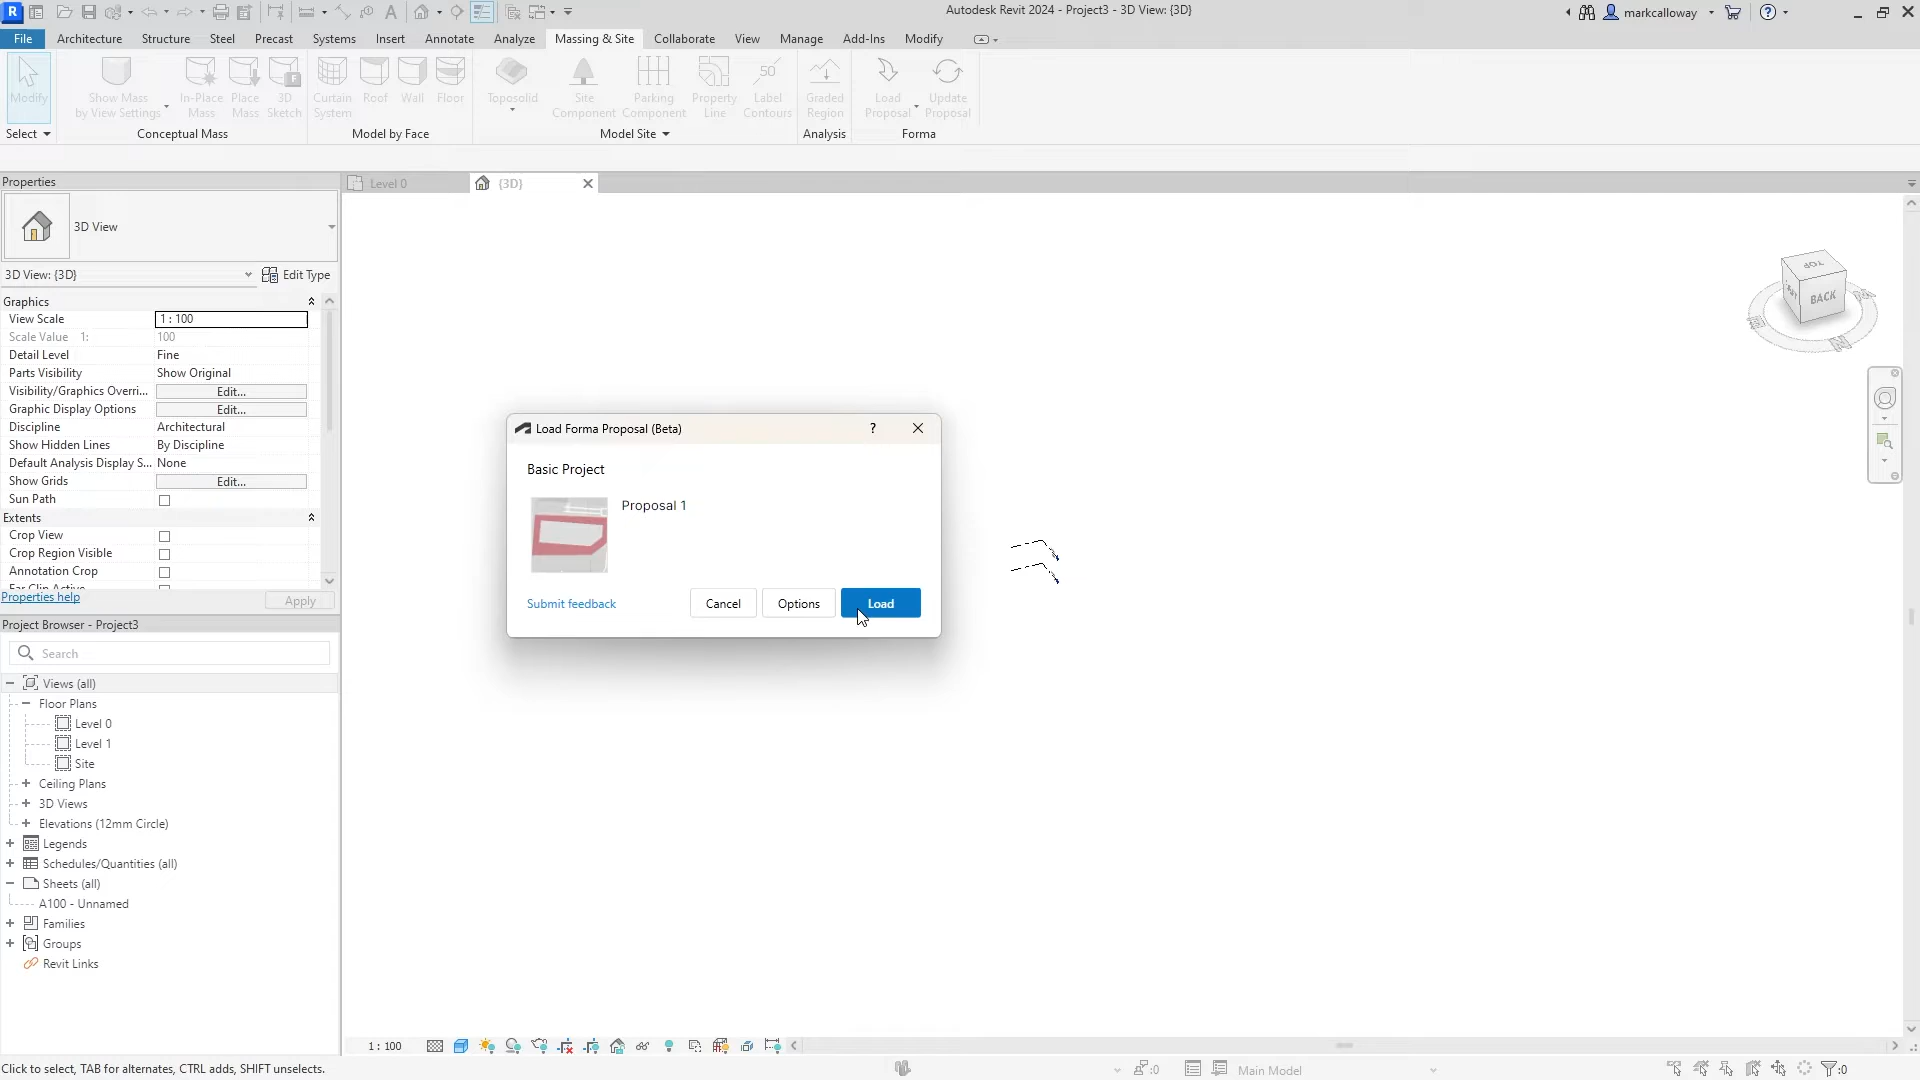 R
Autodesk Revit 2024 - Project3 - 3D View: {3D}
markcalloway
File
Architecture
Structure
Steel
Precast
Systems
Insert
Annotate
Analyze
Massing & Site
Collaborate
View
Manage
Add-Ins
Modify
Modify
Show Mass
by View Settings
In-Place
Mass
Place
Mass
3D
Sketch
Curtain
System
Roof
Wall
Floor
Toposolid
Site
Component
Parking
Component
Property
Line
50
Label
Contours
Graded
Region
Load
Proposal
Update
Proposal
Select
Conceptual Mass
Model by Face
Model Site
Analysis
Forma
Properties
Level 0
{3D}
3D View
3D View: {3D}
Edit Type
Graphics
View Scale
1 : 100
Scale Value 1:
100
Detail Level
Fine
Parts Visibility
Show Original
Visibility/Graphics Overri...
Edit...
Graphic Display Options
Edit...
Discipline
Architectural
Show Hidden Lines
By Discipline
Default Analysis Display S...
None
Show Grids
Edit...
Sun Path
Extents
Crop View
Crop Region Visible
Annotation Crop
Far Clip Active
Properties help
Apply
TOP
BACK
Load Forma Proposal (Beta)
?
Basic Project
Proposal 1
Submit feedback
Cancel
Options
Load
Project Browser - Project3
Search
Views (all)
Floor Plans
Level 0
Level 1
Site
Ceiling Plans
3D Views
Elevations (12mm Circle)
Legends
Schedules/Quantities (all)
Sheets (all)
A100 - Unnamed
Families
Groups
Revit Links
1 : 100
Click to select, TAB for alternates, CTRL adds, SHIFT unselects.
:0
Main Model
:0